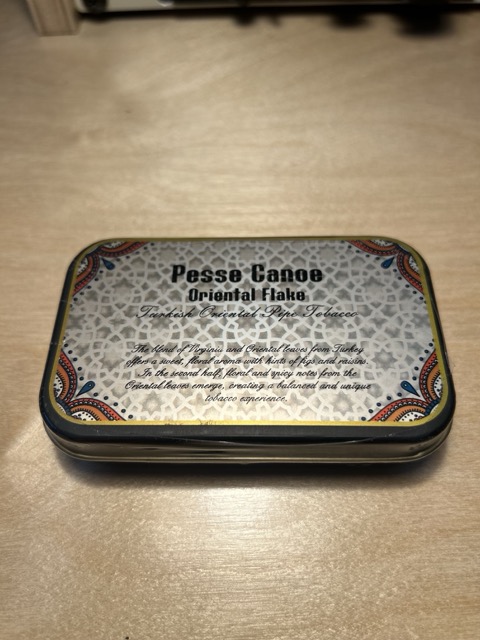 Pesse Canoe
Oriental Flake
Turkish Oriental Pipe Tobacco
The blend of Virginia and Oriental leaves from Turkey
offers a sweet, floral aroma with hints of figs and raisins.
In the second half, floral and spicy notes from the
Oriental leaves emerge, creating a balanced and unique
tobacco experience.